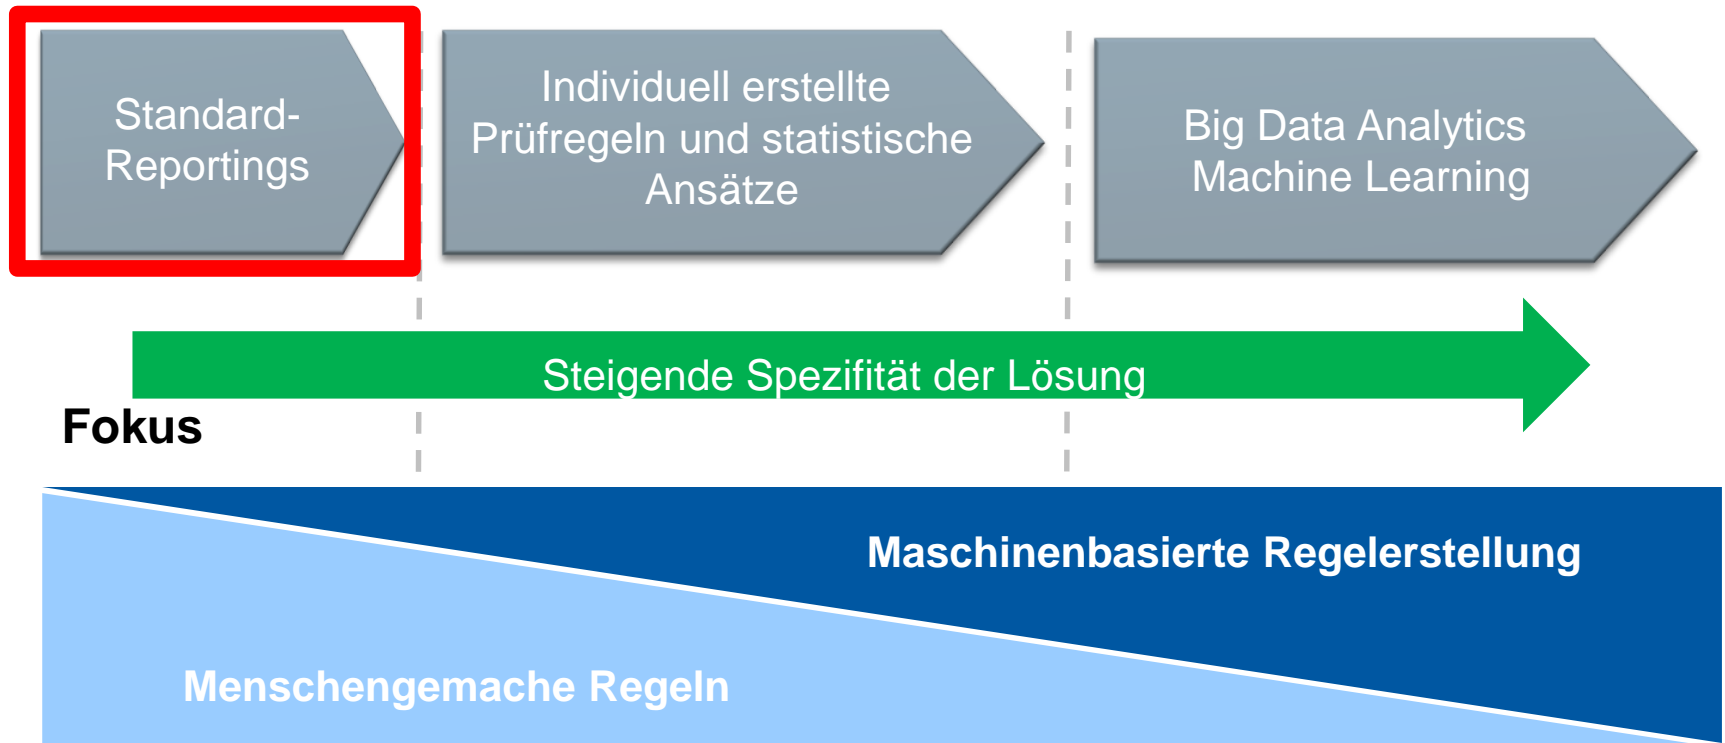 Standard-
Reportings
Individuell erstellte
Prüfregeln und statistische
Ansätze
Big Data Analytics
Machine Learning
Steigende Spezifität der Lösung
Fokus
Maschinenbasierte Regelerstellung
Menschengemache Regeln